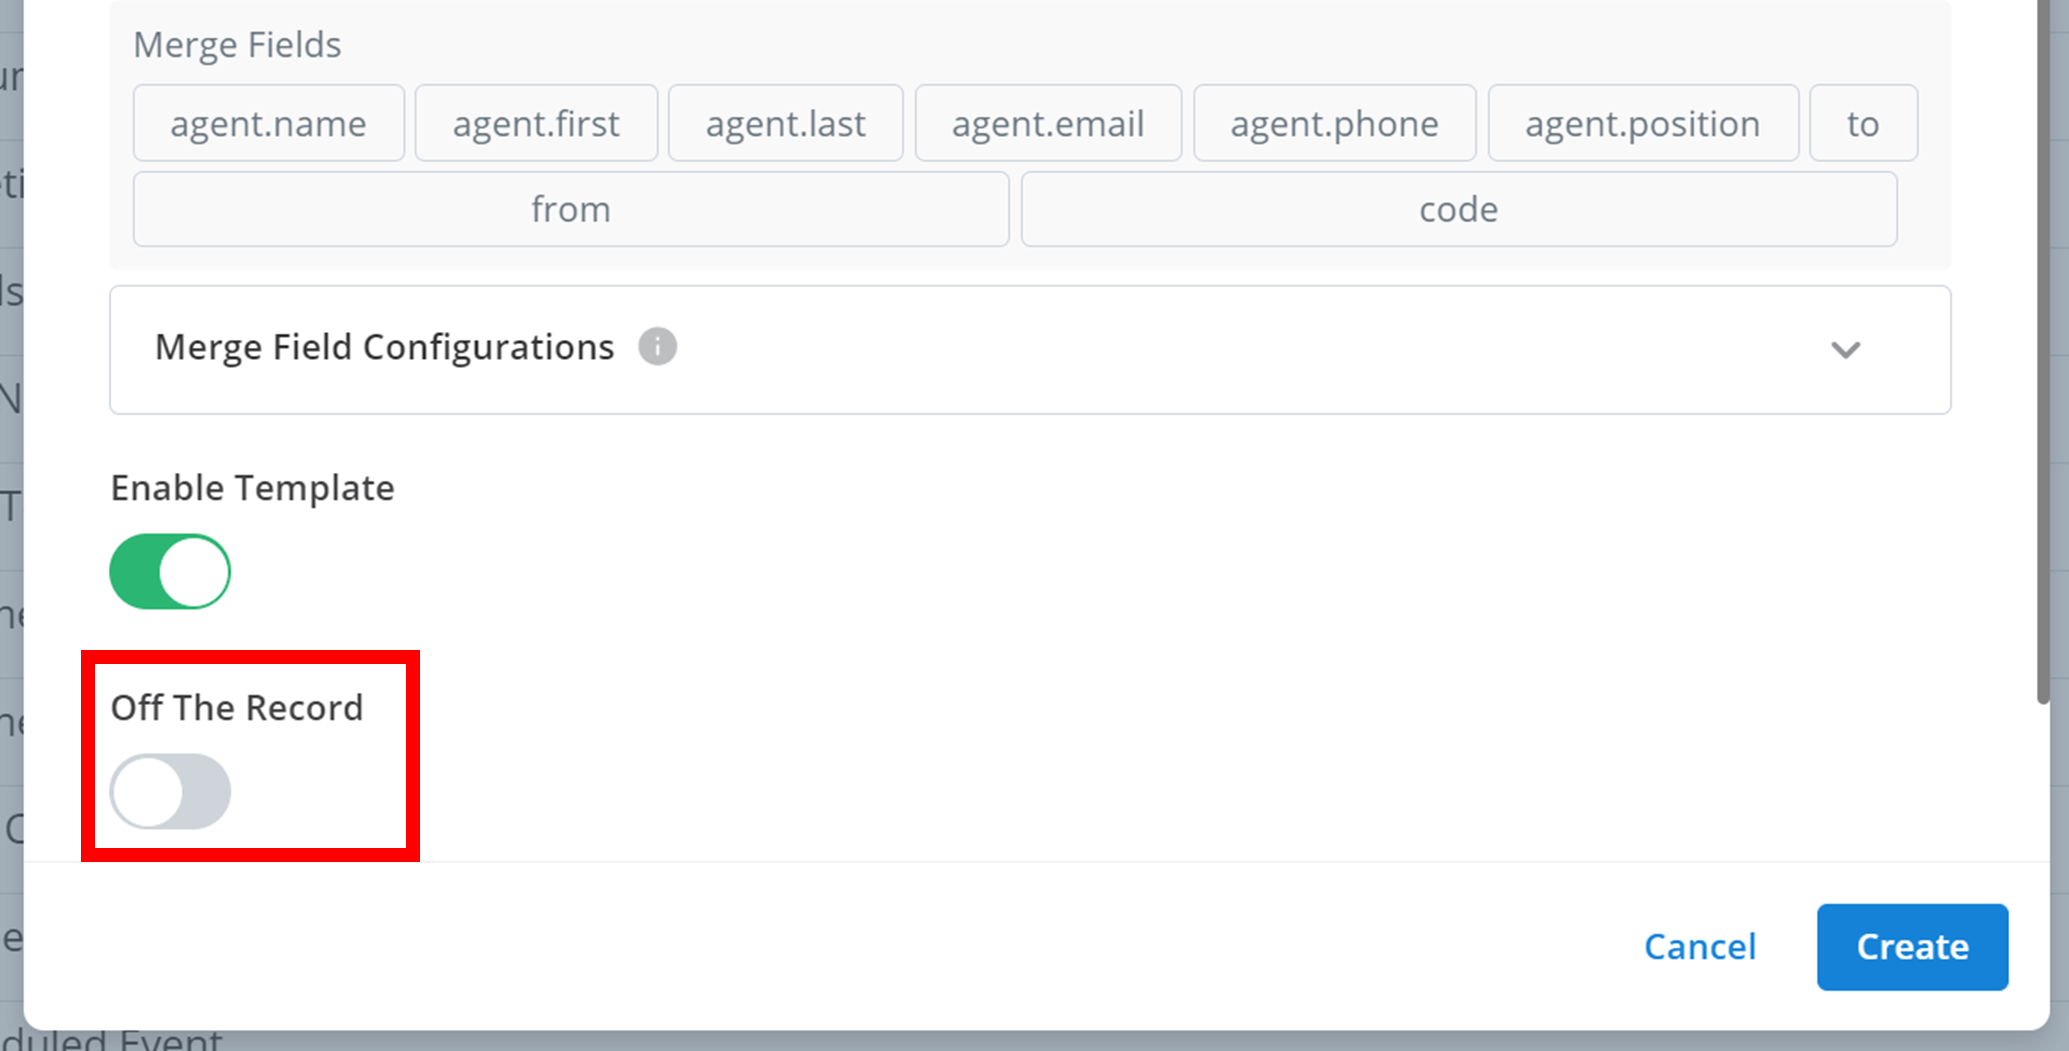 Merge Fields
agent.name agent.first agent.last agent.email agent.phone agent.position to
from code
Merge Field Configurations
Enable Template
Off The Record
Cancel Create
Event